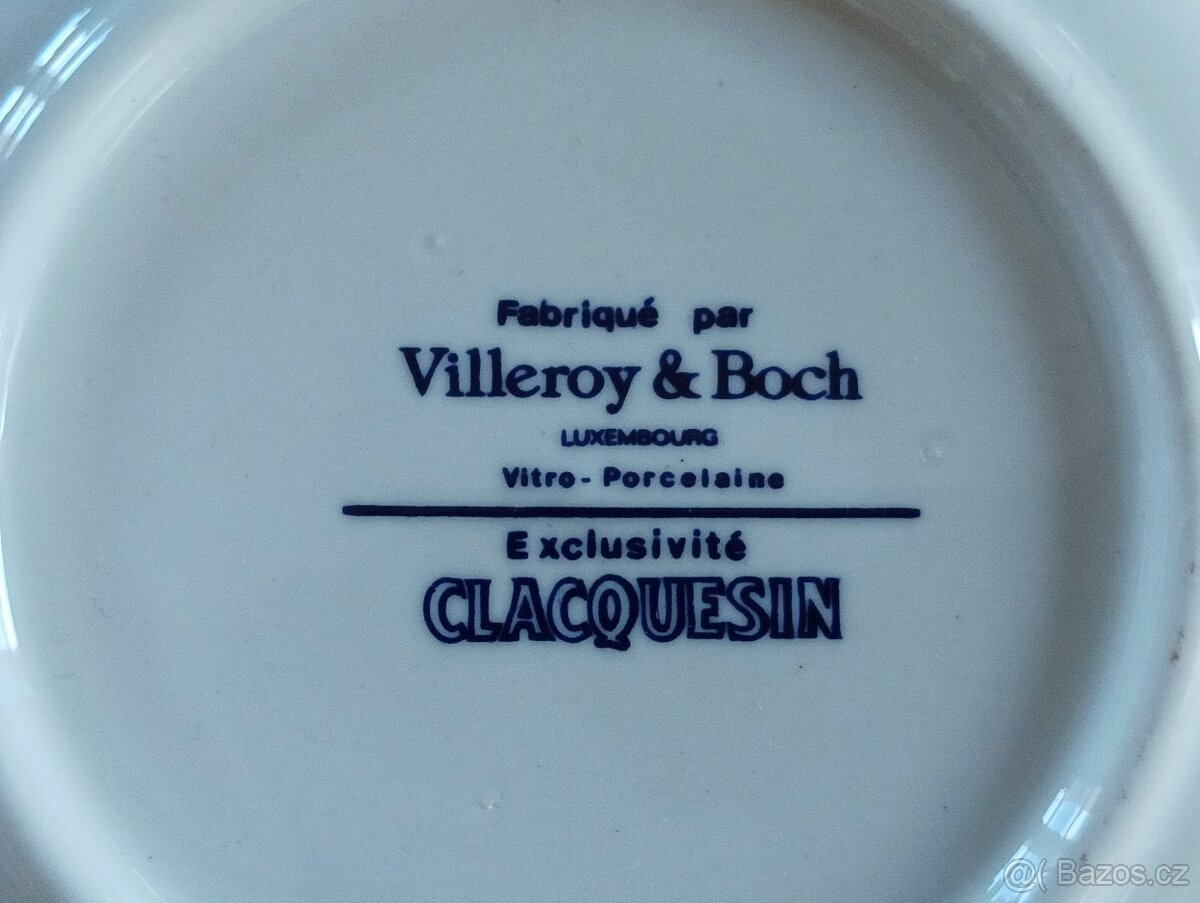 Fabriqué par
Villeroy & Boch
LUXEMBOURG
Vitro-Porcelaine
Exclusivité
CLACQUESIN
@( Bazos.cz